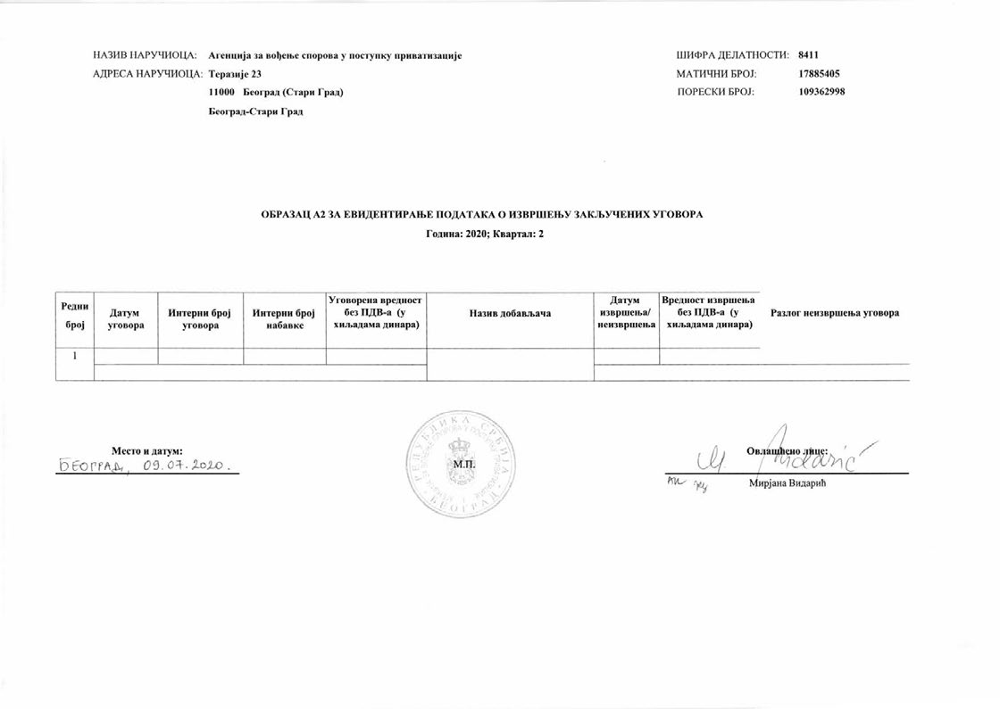 НАЗИВ НАРУЧИОЦА: Агенција за вођење спорова у поступку приватизације
АДРЕСА НАРУЧИОЦА: Теразије 23
11000 Београд (Стари Град)
Београд-Стари Град
ШИФРА ДЕЛАТНОСТИ: 8411
МАТИЧНИ БРОЈ: 17885405
ПОРЕСКИ БРОЈ: 109362998
ОБРАЗАЦ А2 ЗА ЕВИДЕНТИРАЊЕ ПОДАТАКА О ИЗВРШЕЊУ ЗАКЉУЧЕНИХ УГОВОРА
Година: 2020; Квартал: 2
Редни
број
Датум
уговора
Интерни број
уговора
Интерни број
набавке
Уговорена вредност
без ПДВ-а (у
хиљадама динара)
Назив добављача
Датум
извршења/
неизвршења
Вредност извршења
без ПДВ-а (у
хиљадама динара)
Разлог неизвршења уговора
1
Место и датум:
БЕОГРАД, 09.07.2020.
РЕПУБЛИКА СРБИЈА
М.П.
БЕОГРАД
Овлашћено лице:
Мирјана Видарић